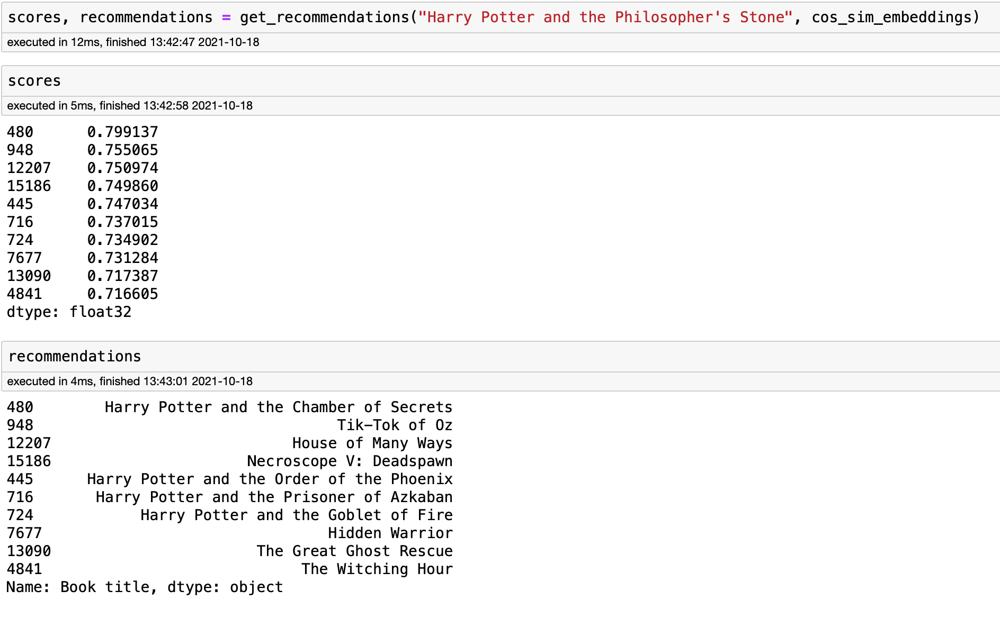 scores, recommendations = get_recommendations("Harry Potter and the Philosopher's Stone", cos_sim_embeddings)
executed in 12ms, finished 13:42:47 2021-10-18
scores
executed in 5ms, finished 13:42:58 2021-10-18
480 0.799137
948 0.755065
12207 0.750974
15186 0.749860
445 0.747034
716 0.737015
724 0.734902
7677 0.731284
13090 0.717387
4841 0.716605
dtype: float32
recommendations
executed in 4ms, finished 13:43:01 2021-10-18
480 Harry Potter and the Chamber of Secrets
948 Tik-Tok of Oz
12207 House of Many Ways
15186 Necroscope V: Deadspawn
445 Harry Potter and the Order of the Phoenix
716 Harry Potter and the Prisoner of Azkaban
724 Harry Potter and the Goblet of Fire
7677 Hidden Warrior
13090 The Great Ghost Rescue
4841 The Witching Hour
Name: Book title, dtype: object